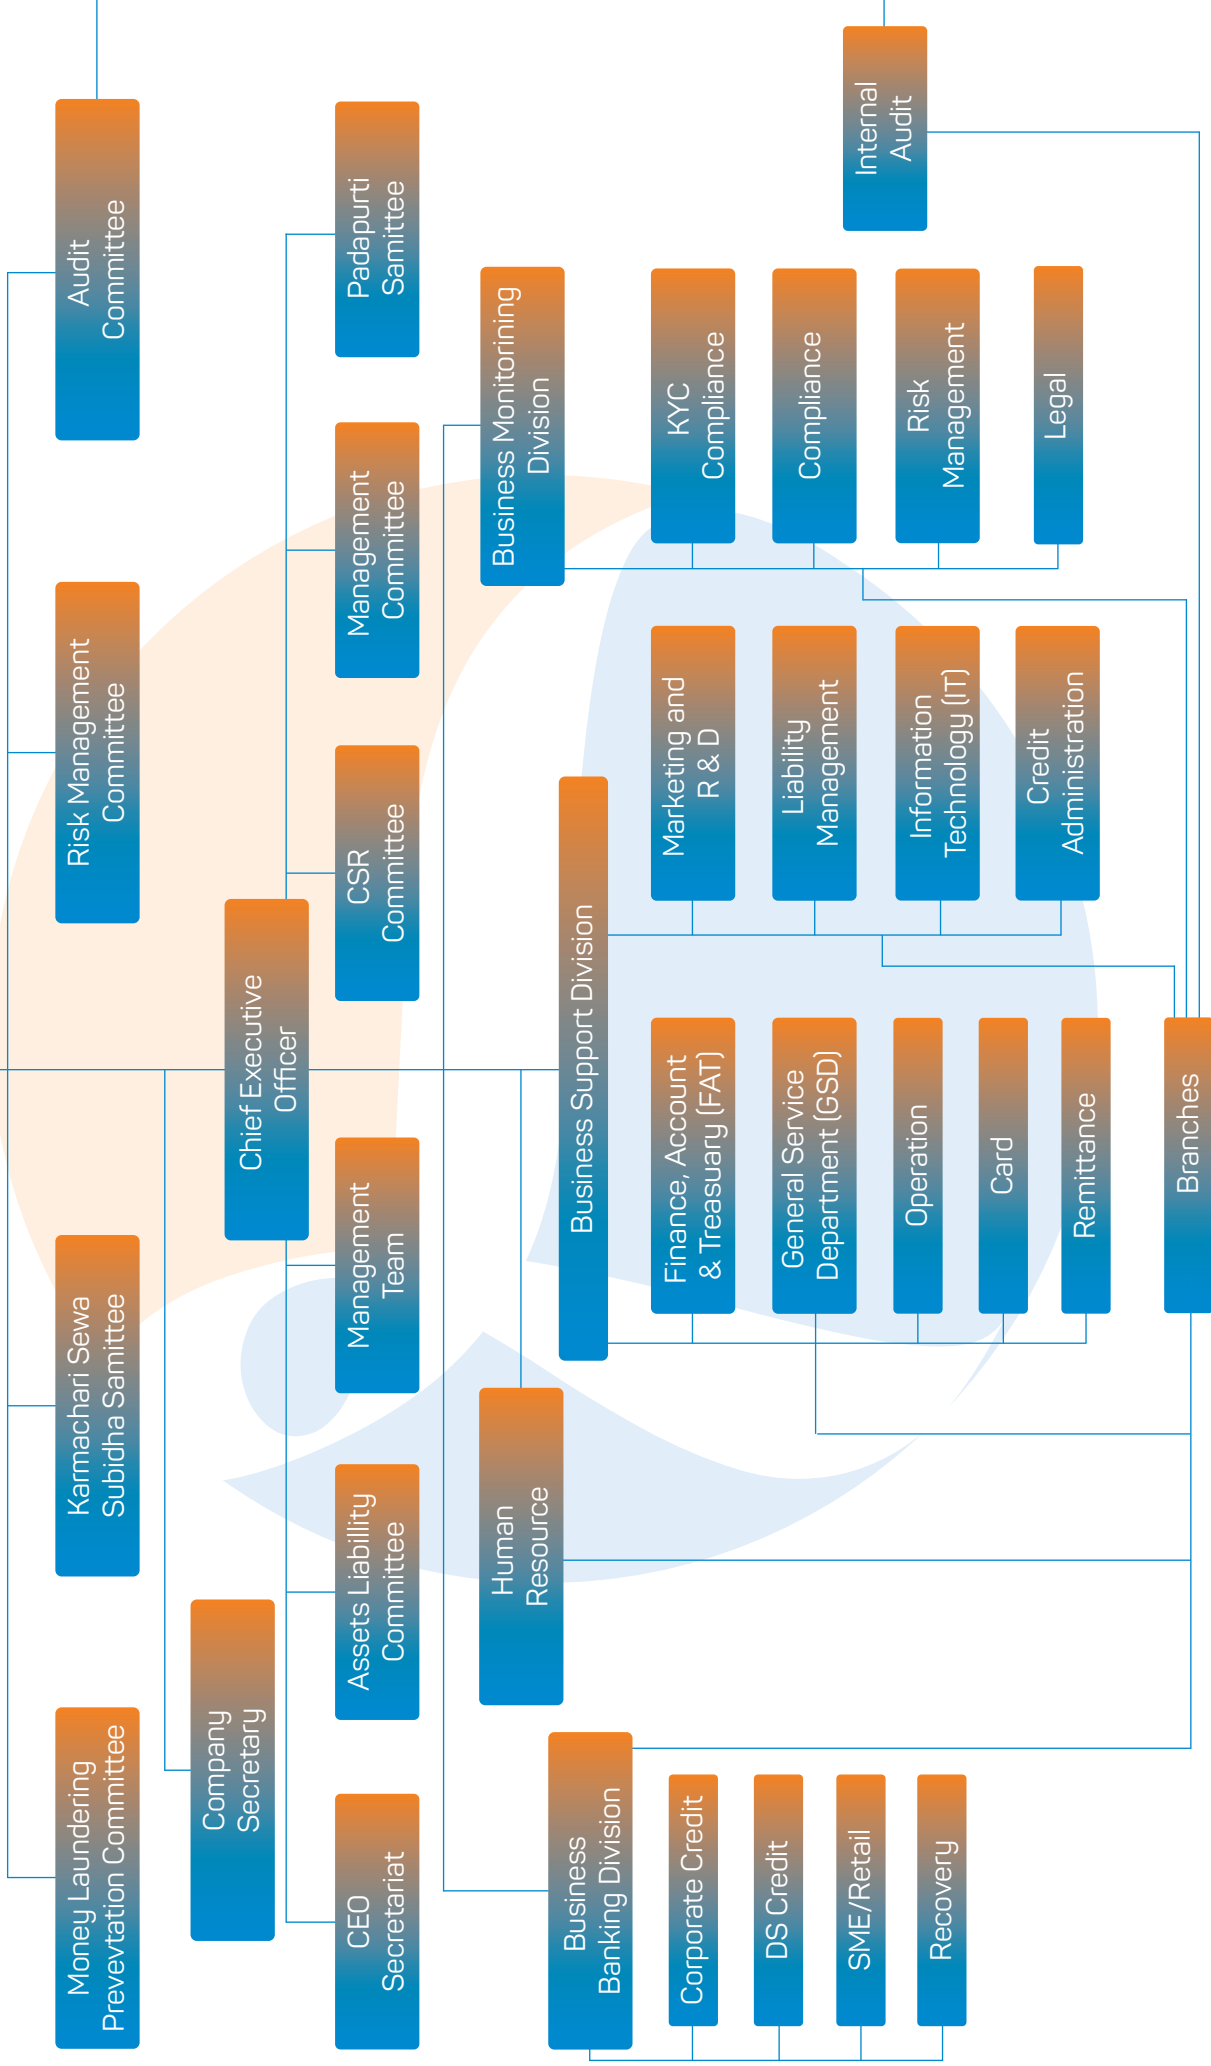 Money Laundering
Prevevtation Committee
Karmachari Sewa
Subidha Samittee
Risk Management
Committee
Audit
Committee
Company
Secretary
Chief Executive
Officer
CEO
Secretariat
Assets Liabillity
Committee
Management
Team
CSR
Committee
Management
Committee
Padapurti
Samittee
Human
Resource
Business Monitorining
Division
Business
Banking Division
Business Support Division
Corporate Credit
DS Credit
SME/Retail
Recovery
Finance, Account
& Treasuary (FAT)
General Service
Department (GSD)
Operation
Card
Remittance
Marketing and
R & D
Liability
Management
Information
Technology (IT)
Credit
Administration
KYC
Compliance
Compliance
Risk
Management
Legal
Internal
Audit
Branches